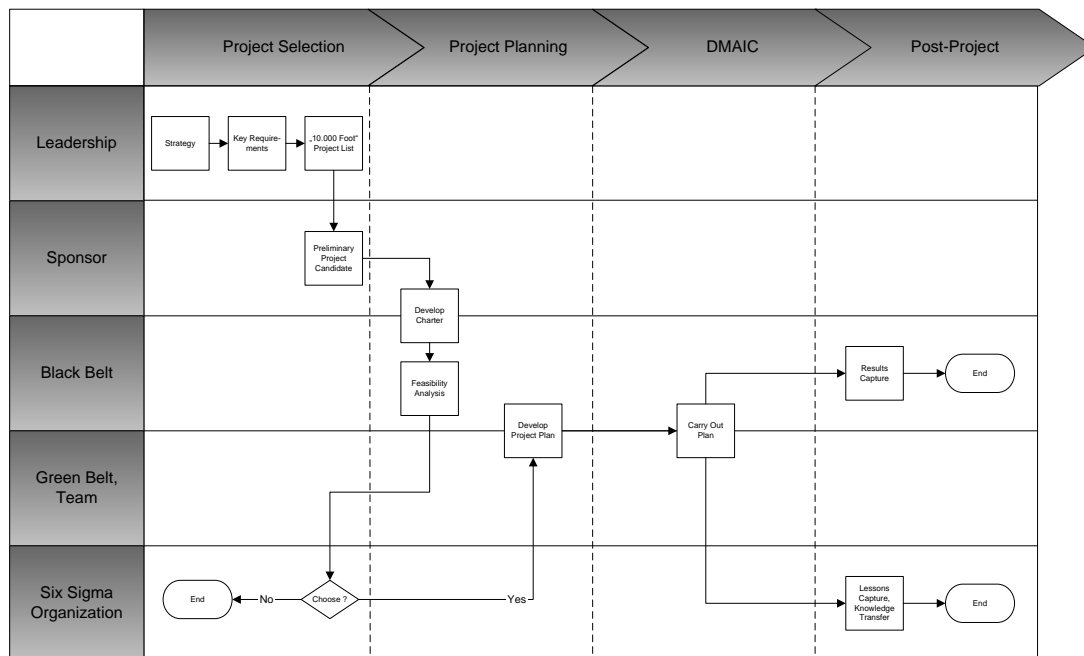 Project Selection
Project Planning
DMAIC
Post-Project
Leadership
Strategy
Key Require-
ments
„10.000 Foot“
Project List
Sponsor
Preliminary
Project
Candidate
Develop
Charter
Black Belt
Feasibility
Analysis
Results
Capture
End
Develop
Project Plan
Carry Out
Plan
Green Belt,
Team
Six Sigma
Organization
End
No
Choose ?
Yes
Lessons
Capture,
Knowledge
Transfer
End